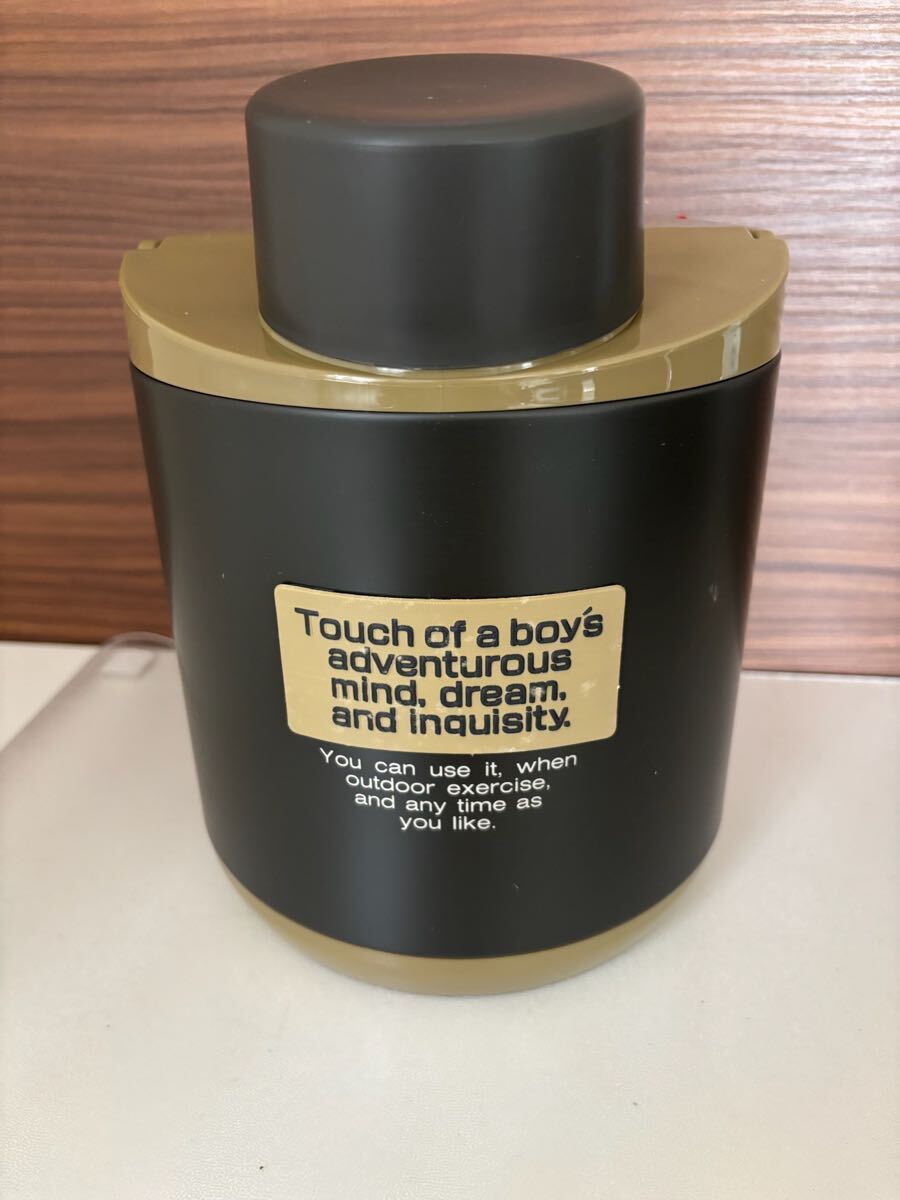 Touch of a boy's
adventurous
mind, dream,
and inquisity.
You can use it, when
outdoor exercise,
and any time as
you like.